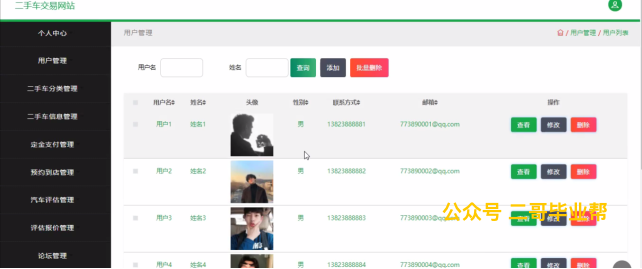 二手车交易网站
个人中心
用户管理
二手车分类管理
二手车信息管理
定金支付管理
预约到店管理
汽车评估管理
评估报价管理
论坛管理
用户管理
/ 用户管理 / 用户列表
用户名 姓名 查询 添加 批量删除
用户名 姓名 头像 性别 联系方式 邮箱 操作
用户1 姓名1 男 13823888881 773890001@qq.com 查看 修改 删除
用户2 姓名2 男 13823888882 773890002@qq.com 查看 修改 删除
用户3 姓名3 男 13823888883 773890003@qq.com 查看 修改 删除
公众号 二哥毕业帮
用户4 姓名4 男 13823888884 773890004@qq.com 查看 修改 删除